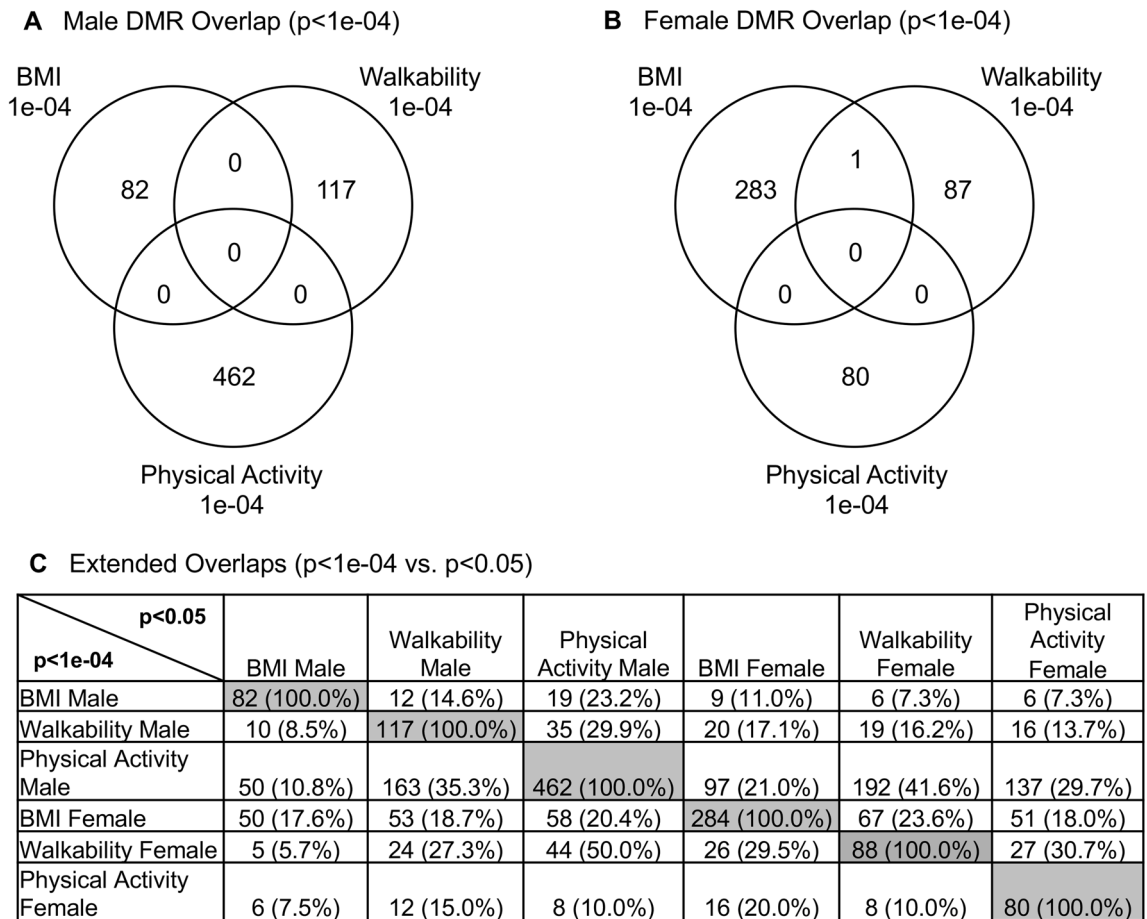 A Male DMR Overlap (p<1e-04)
BMI
1e-04
Walkability
1e-04
82
0
117
0
0
0
462
Physical Activity
1e-04
B Female DMR Overlap (p<1e-04)
BMI
1e-04
Walkability
1e-04
283
1
87
0
0
0
80
Physical Activity
1e-04
C Extended Overlaps (p<1e-04 vs. p<0.05)
p<0.05
p<1e-04
BMI Male
Walkability
Male
Physical
Activity Male
BMI Female
Walkability
Female
Physical
Activity
Female
BMI Male 82 (100.0%) 12 (14.6%) 19 (23.2%) 9 (11.0%) 6 (7.3%) 6 (7.3%)
Walkability Male 10 (8.5%) 117 (100.0%) 35 (29.9%) 20 (17.1%) 19 (16.2%) 16 (13.7%)
Physical Activity
Male 50 (10.8%) 163 (35.3%) 462 (100.0%) 97 (21.0%) 192 (41.6%) 137 (29.7%)
BMI Female 50 (17.6%) 53 (18.7%) 58 (20.4%) 284 (100.0%) 67 (23.6%) 51 (18.0%)
Walkability Female 5 (5.7%) 24 (27.3%) 44 (50.0%) 26 (29.5%) 88 (100.0%) 27 (30.7%)
Physical Activity
Female 6 (7.5%) 12 (15.0%) 8 (10.0%) 16 (20.0%) 8 (10.0%) 80 (100.0%)